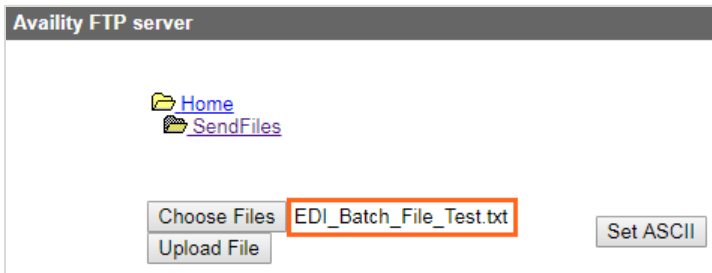 Availity FTP server
Home
SendFiles
Choose Files EDI_Batch_File_Test.txt
Set ASCII
Upload File